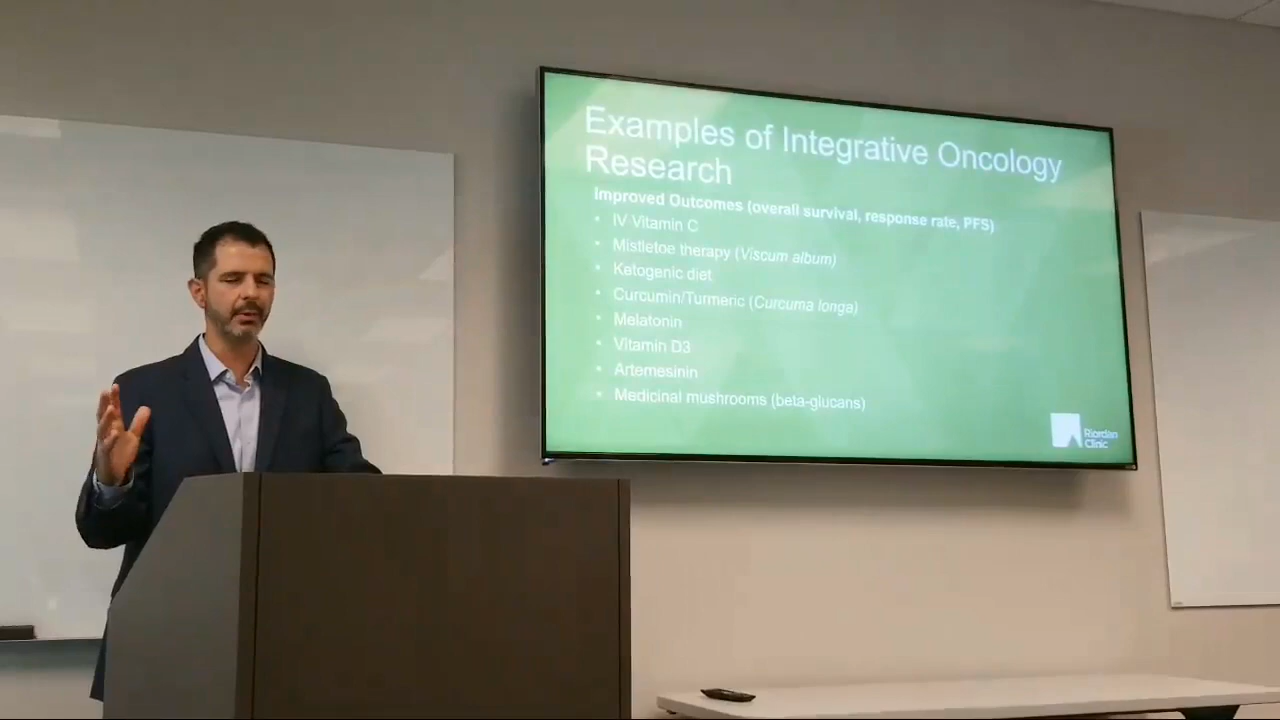 Examples of Integrative Oncology
Research
Improved Outcomes (overall survival, response rate, PFS)
• IV Vitamin C
• Mistletoe therapy (Viscum album)
• Ketogenic diet
• Curcumin/Turmeric (Curcuma longa)
• Melatonin
• Vitamin D3
• Artemesinin
• Medicinal mushrooms (beta-glucans)
Riordan
Clinic